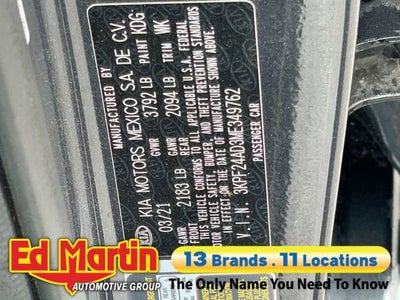 MANUFACTURED BY
KIA KIA MOTORS MEXICO S.A. DE C.V.
03/21 GVWR 3792 LB PAINT KDG
GAWR FRT 2183 LB GAWR RR 2094 LB TRIM WK
THIS VEHICLE CONFORMS TO ALL APPLICABLE U.S.A. FEDERAL
MOTOR VEHICLE SAFETY, BUMPER, AND THEFT PREVENTION STANDARDS
IN EFFECT ON THE DATE OF MANUFACTURE SHOWN ABOVE.
V.I.N. 3KPF24AD3ME349762
PASSENGER CAR
Ed Martin
AUTOMOTIVE GROUP
13 Brands . 11 Locations
The Only Name You Need To Know